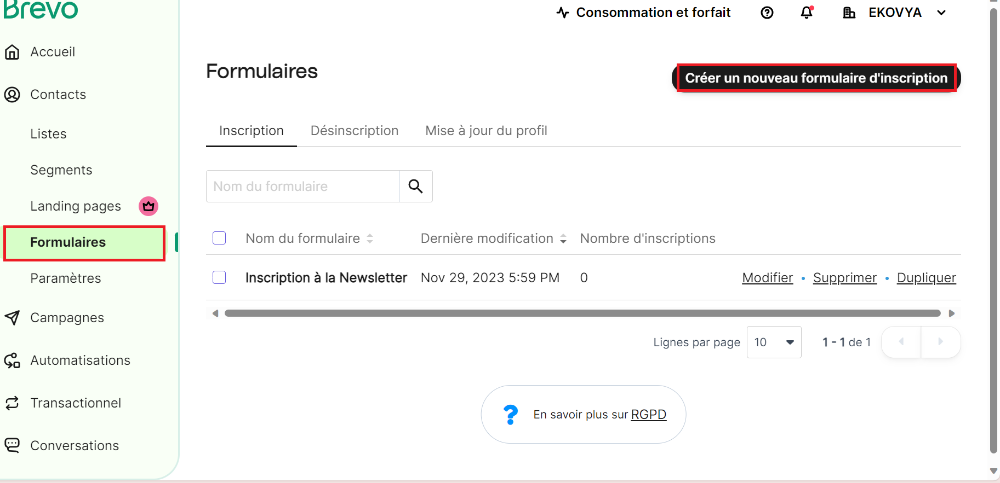 Brevo
Consommation et forfait
EKOVYA
Accueil
Contacts
Listes
Segments
Landing pages
Formulaires
Paramètres
Campagnes
Automatisations
Transactionnel
Conversations
Formulaires
Créer un nouveau formulaire d'inscription
Inscription Désinscription Mise à jour du profil
Nom du formulaire
Nom du formulaire Dernière modification Nombre d'inscriptions
Inscription à la Newsletter Nov 29, 2023 5:59 PM 0 Modifier • Supprimer • Dupliquer
Lignes par page 10 1 - 1 de 1
En savoir plus sur RGPD